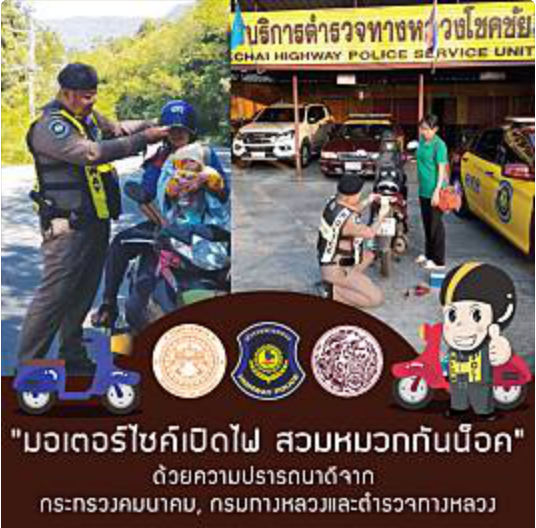 บริการตำรวจทางหลวงโชคชัย
CHAI HIGHWAY POLICE SERVICE UNIT
HIGHWAY POLICE
"มอเตอร์ไซค์เปิดไฟ สวมหมวกกันน็อค"
ด้วยความปรารถนาดีจาก
กระทรวงคมนาคม, กรมทางหลวงและตำรวจทางหลวง